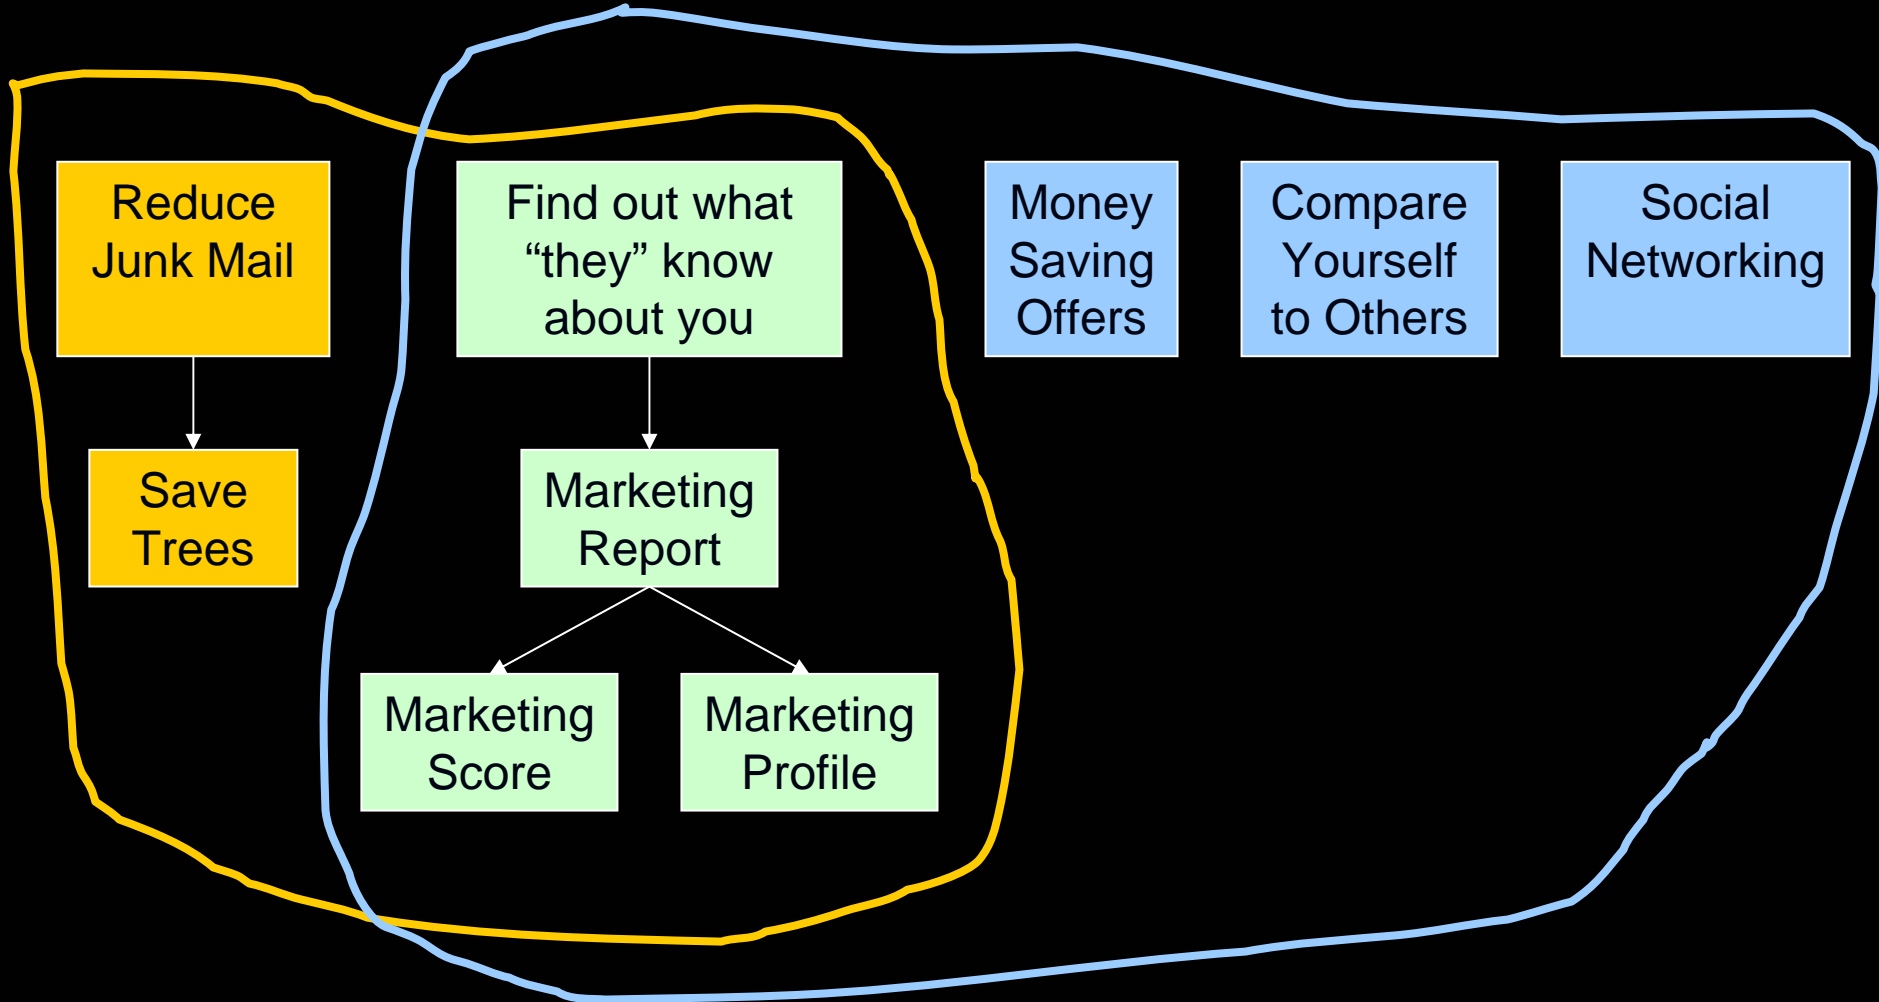 Reduce
Junk Mail
Find out what
“they” know
about you
Money
Saving
Offers
Compare
Yourself
to Others
Social
Networking
Save
Trees
Marketing
Report
Marketing
Score
Marketing
Profile